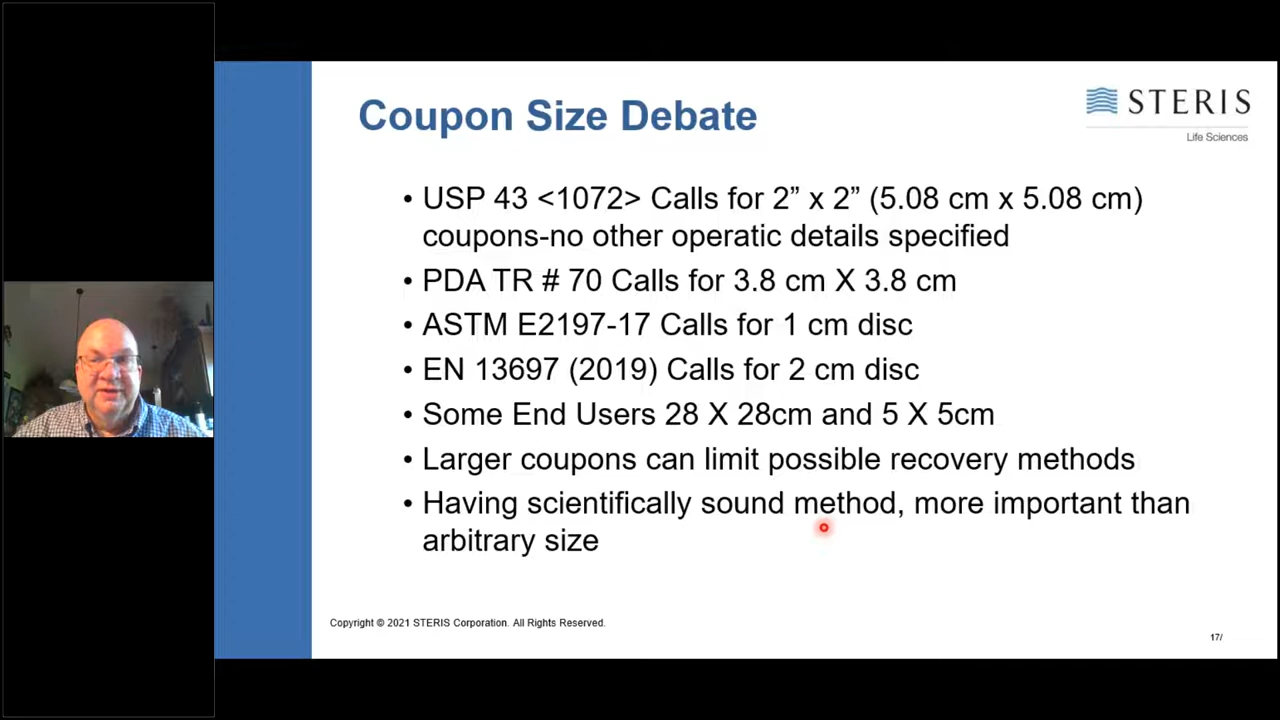 Coupon Size Debate
STERIS
Life Sciences
• USP 43 <1072> Calls for 2” x 2” (5.08 cm x 5.08 cm)
coupons-no other operatic details specified
• PDA TR # 70 Calls for 3.8 cm X 3.8 cm
• ASTM E2197-17 Calls for 1 cm disc
• EN 13697 (2019) Calls for 2 cm disc
• Some End Users 28 X 28cm and 5 X 5cm
• Larger coupons can limit possible recovery methods
• Having scientifically sound method, more important than
arbitrary size
Copyright © 2021 STERIS Corporation. All Rights Reserved.
17/